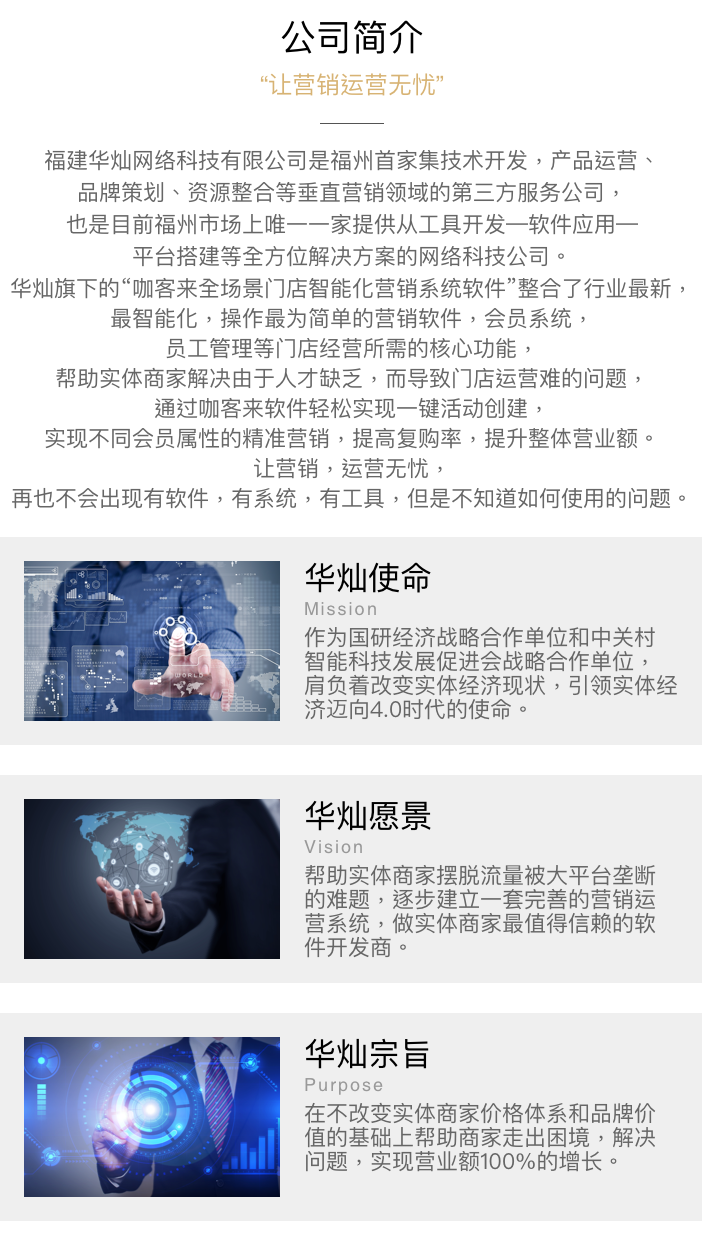 公司简介
“让营销运营无忧”
福建华灿网络科技有限公司是福州首家集技术开发，产品运营、
品牌策划、资源整合等垂直营销领域的第三方服务公司，
也是目前福州市场上唯一一家提供从工具开发—软件应用—
平台搭建等全方位解决方案的网络科技公司。
华灿旗下的“咖客来全场景门店智能化营销系统软件”整合了行业最新，
最智能化，操作最为简单的营销软件，会员系统，
员工管理等门店经营所需的核心功能，
帮助实体商家解决由于人才缺乏，而导致门店运营难的问题，
通过咖客来软件轻松实现一键活动创建，
实现不同会员属性的精准营销，提高复购率，提升整体营业额。
让营销，运营无忧，
再也不会出现有软件，有系统，有工具，但是不知道如何使用的问题。
WORLD
华灿使命
Mission
作为国研经济战略合作单位和中关村
智能科技发展促进会战略合作单位，
肩负着改变实体经济现状，引领实体经
济迈向4.0时代的使命。
华灿愿景
Vision
帮助实体商家摆脱流量被大平台垄断
的难题，逐步建立一套完善的营销运
营系统，做实体商家最值得信赖的软
件开发商。
华灿宗旨
Purpose
在不改变实体商家价格体系和品牌价
值的基础上帮助商家走出困境，解决
问题，实现营业额100%的增长。